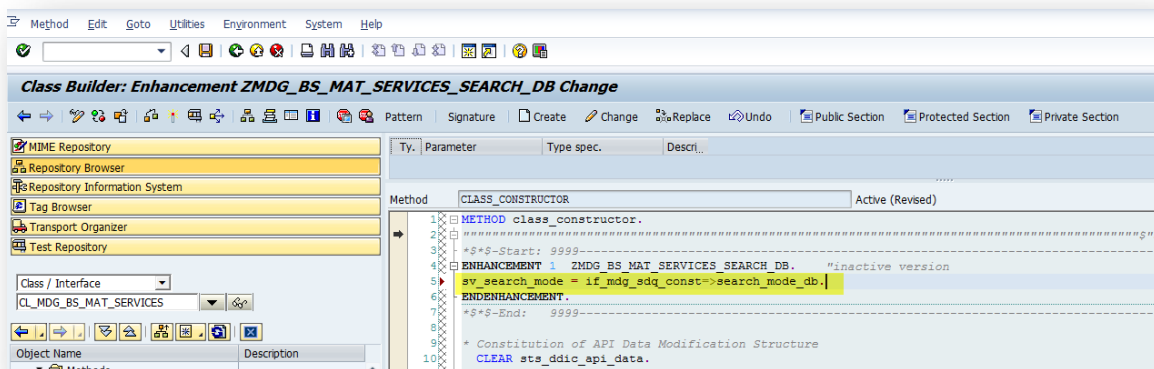 Method Edit Goto Utilities Environment System Help
Class Builder: Enhancement ZMDG_BS_MAT_SERVICES_SEARCH_DB Change
Pattern Signature Create Change Replace Undo Public Section Protected Section Private Section
MIME Repository
Repository Browser
Repository Information System
Tag Browser
Transport Organizer
Test Repository
Class / Interface
CL_MDG_BS_MAT_SERVICES
Object Name Description
Methods
Ty. Parameter Type spec. Descri...
Method CLASS_CONSTRUCTOR Active (Revised)
1 METHOD class_constructor.
2 """""""""""""""""""""""""""""""""""""""""""""""""""""""""""""""""""""""""""""""""""""""""""""$"
3 *$*$-Start: 9999------------------------------------------------------------------------------
4 ENHANCEMENT 1 ZMDG_BS_MAT_SERVICES_SEARCH_DB. "inactive version
5 sv_search_mode = if_mdg_sdq_const=>search_mode_db.
6 ENDENHANCEMENT.
7 *$*$-End: 9999------------------------------------------------------------------------------
8
9 * Constitution of API Data Modification Structure
10 CLEAR sts_ddic_api_data.